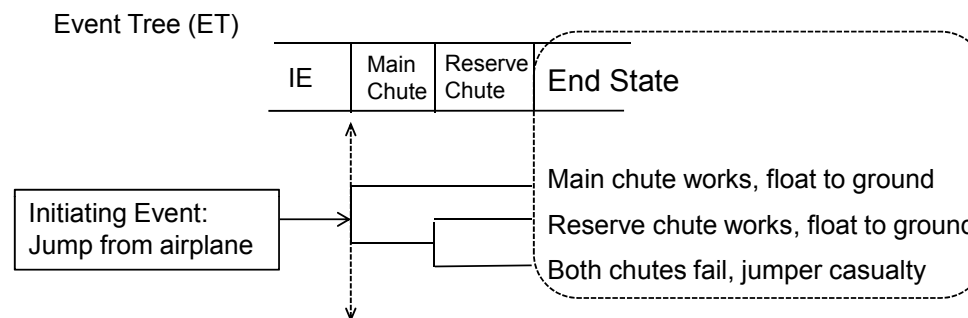 Event Tree (ET)
IE
Main
Chute
Reserve
Chute
End State
Main chute works, float to ground
Initiating Event:
Jump from airplane
Reserve chute works, float to ground
Both chutes fail, jumper casualty